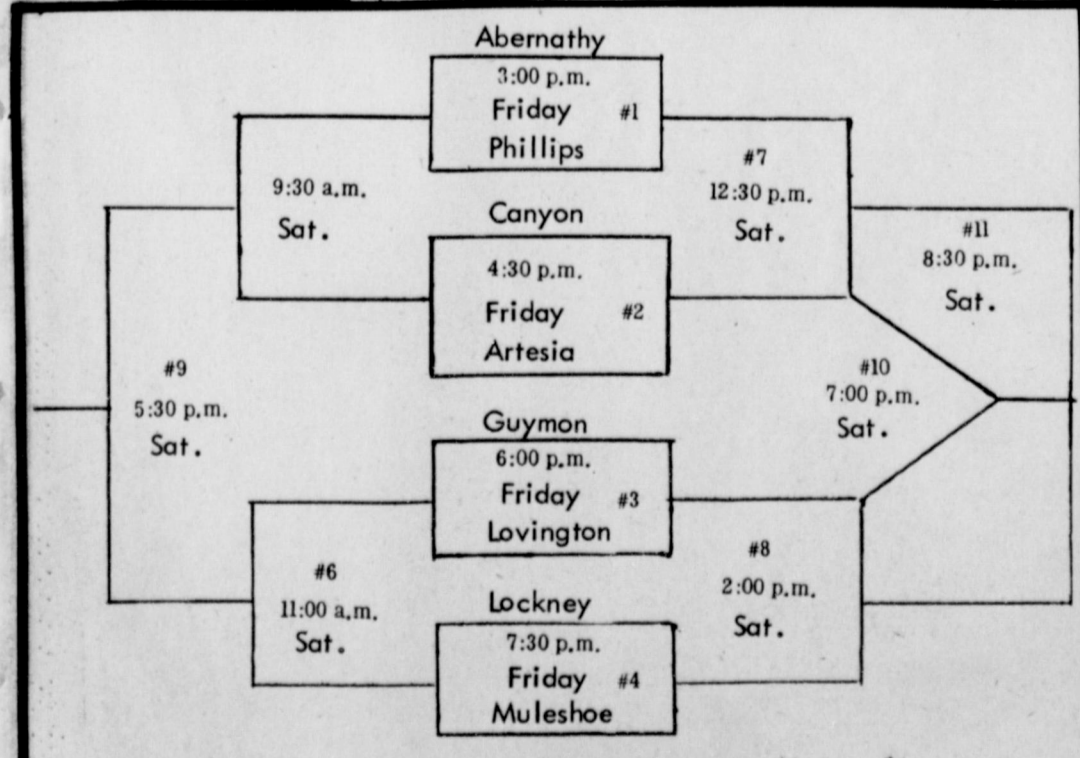 Abernathy
3:00 p.m.
Friday #1
Phillips
9:30 a.m.
Sat.
#7
12:30 p.m.
Sat.
Canyon
4:30 p.m.
Friday #2
Artesia
#11
8:30 p.m.
Sat.
#9
5:30 p.m.
Sat.
#10
7:00 p.m.
Sat.
Guymon
6:00 p.m.
Friday #3
Lovington
#6
11:00 a.m.
Sat.
#8
2:00 p.m.
Sat.
Lockney
7:30 p.m.
Friday #4
Muleshoe